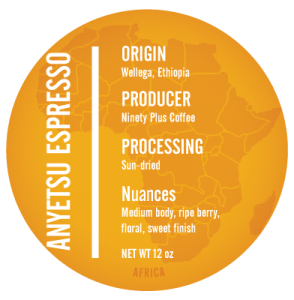 ANYETSU ESPRESSO
ORIGIN
Wellega, Ethiopia
PRODUCER
Ninety Plus Coffee
PROCESSING
Sun-dried
Nuances
Medium body, ripe berry,
floral, sweet finish
NET WT 12 oz
AFRICA